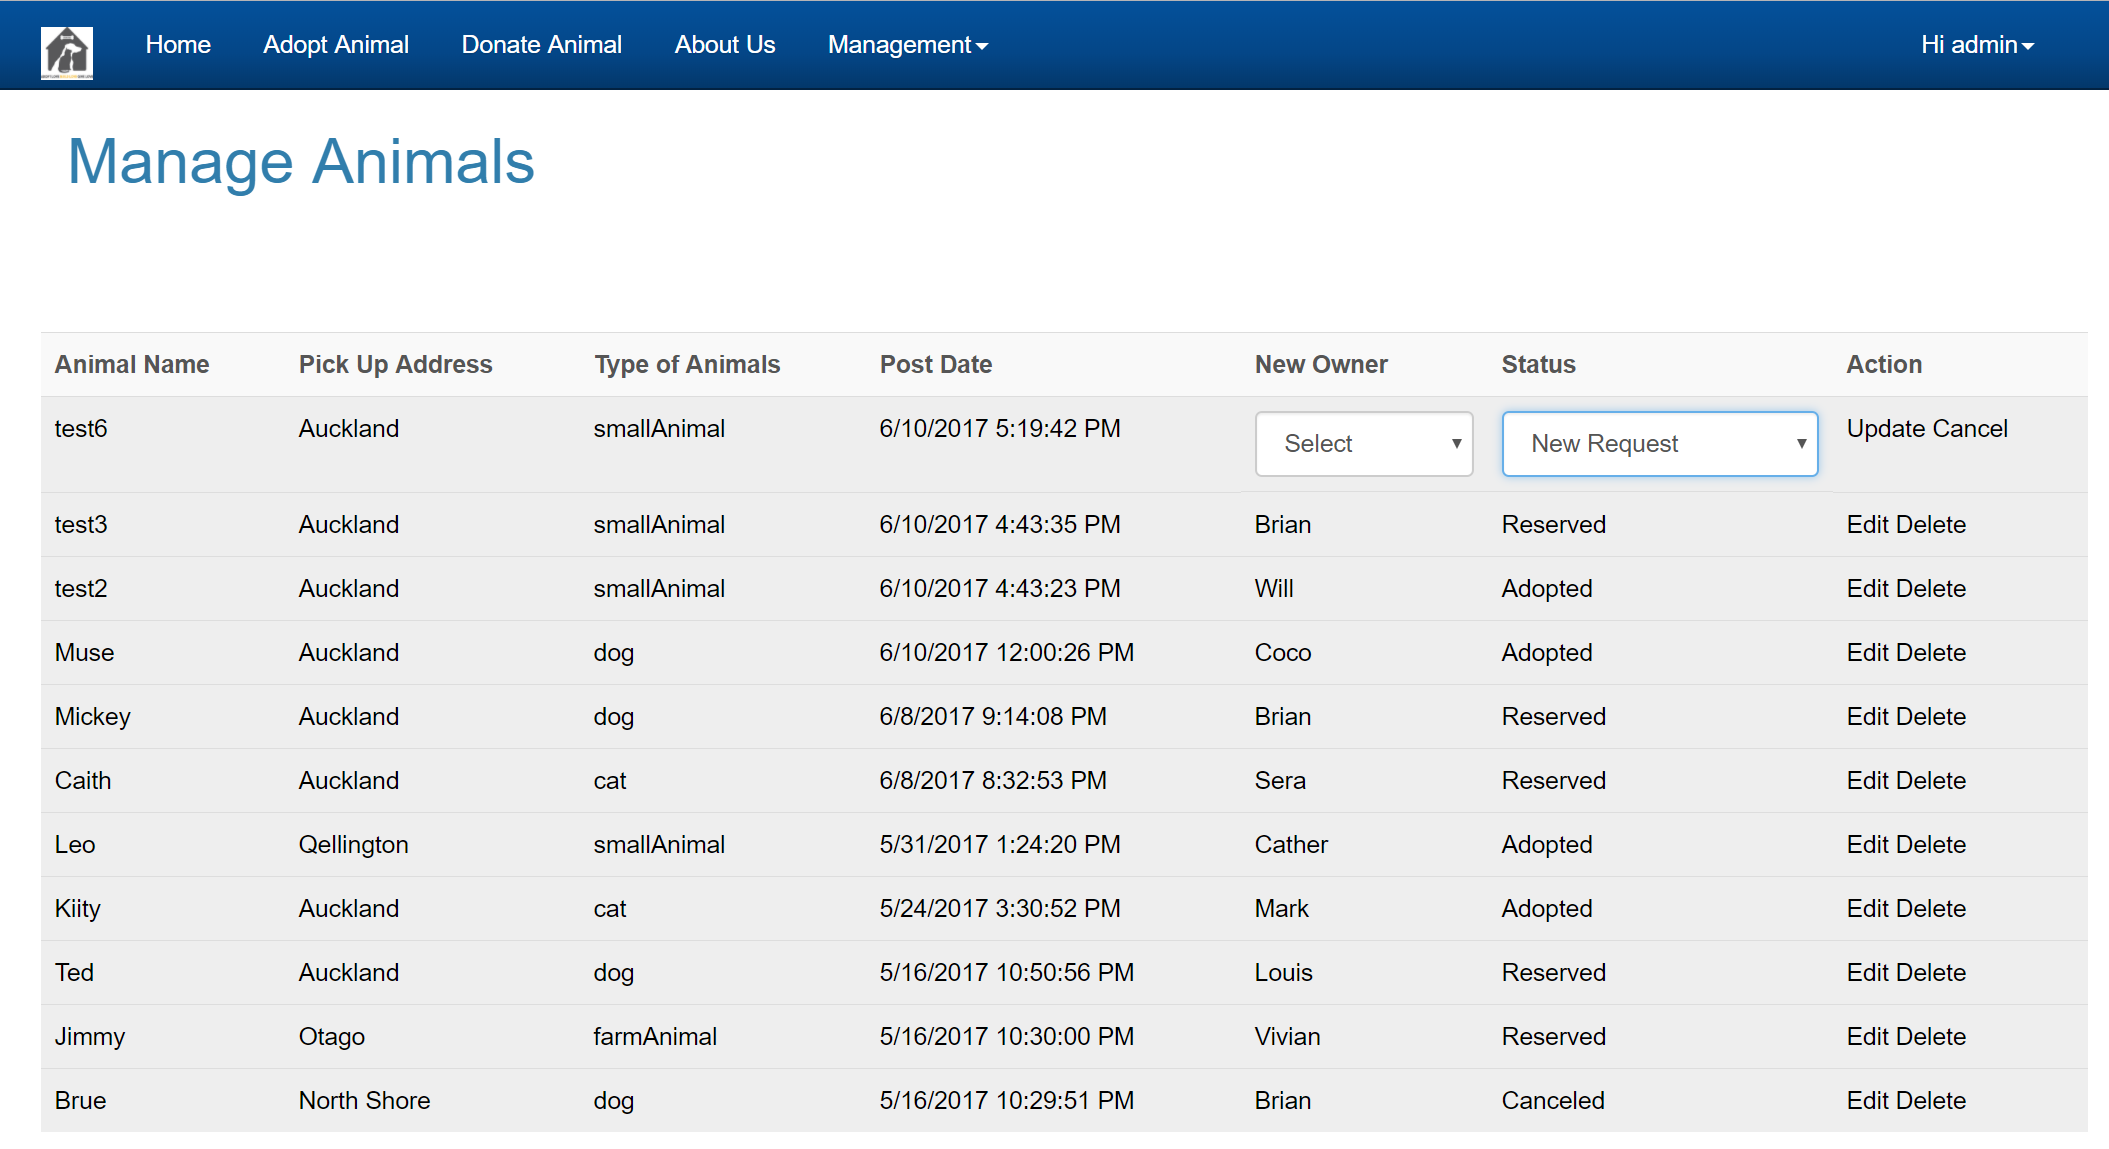 Home Adopt Animal Donate Animal About Us Management Hi admin
Manage Animals
Animal Name Pick Up Address Type of Animals Post Date New Owner Status Action
test6 Auckland smallAnimal 6/10/2017 5:19:42 PM Select New Request Update Cancel
test3 Auckland smallAnimal 6/10/2017 4:43:35 PM Brian Reserved Edit Delete
test2 Auckland smallAnimal 6/10/2017 4:43:23 PM Will Adopted Edit Delete
Muse Auckland dog 6/10/2017 12:00:26 PM Coco Adopted Edit Delete
Mickey Auckland dog 6/8/2017 9:14:08 PM Brian Reserved Edit Delete
Caith Auckland cat 6/8/2017 8:32:53 PM Sera Reserved Edit Delete
Leo Qellington smallAnimal 5/31/2017 1:24:20 PM Cather Adopted Edit Delete
Kiity Auckland cat 5/24/2017 3:30:52 PM Mark Adopted Edit Delete
Ted Auckland dog 5/16/2017 10:50:56 PM Louis Reserved Edit Delete
Jimmy Otago farmAnimal 5/16/2017 10:30:00 PM Vivian Reserved Edit Delete
Brue North Shore dog 5/16/2017 10:29:51 PM Brian Canceled Edit Delete